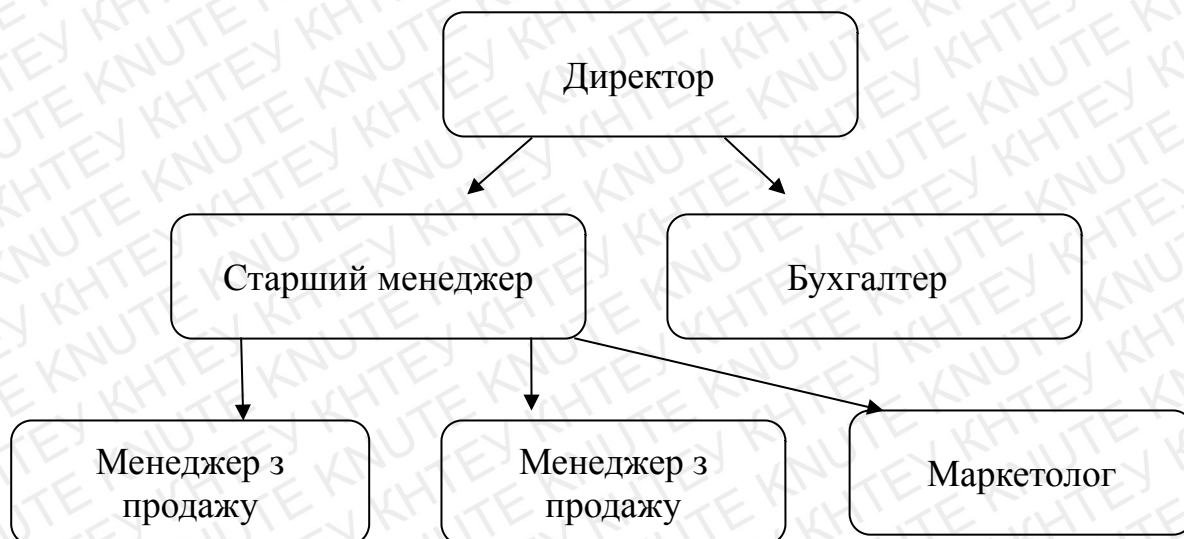 Директор
Старший менеджер
Бухгалтер
Менеджер з
продажу
Менеджер з
продажу
Маркетолог